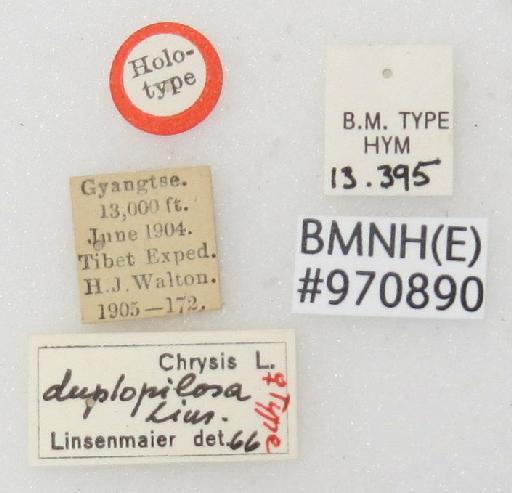 Holo-
type
B.M. TYPE
HYM
13.395
Gyangtse.
13,000 ft.
June 1904.
Tibet Exped.
H.J. Walton.
1905—172.
BMNH(E)
#970890
Chrysis L.
duplopilosa
Lins.
♀ Type
Linsenmaier det. 66